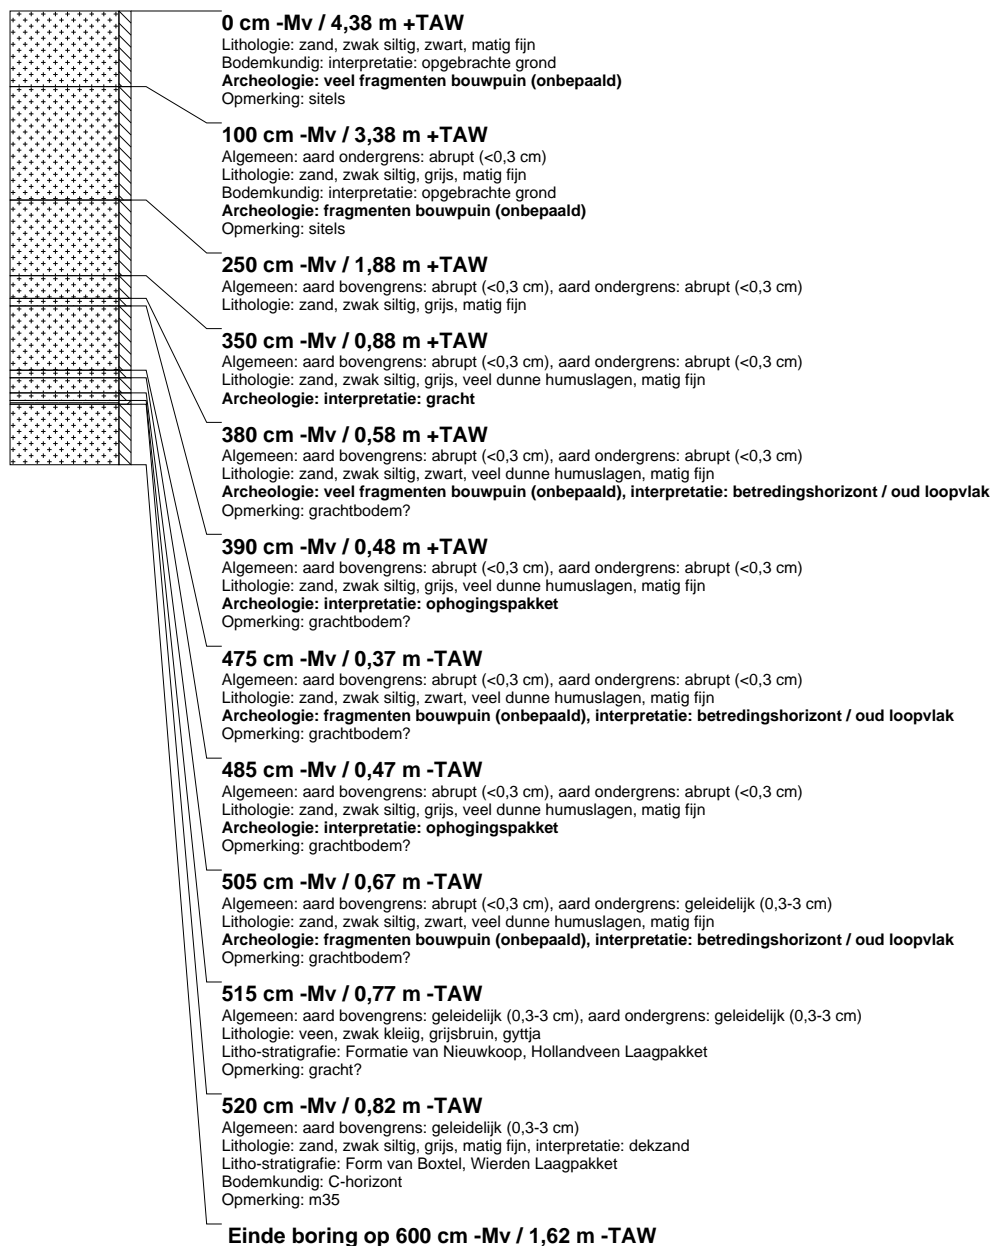 0 cm -Mv / 4,38 m +TAW
Lithologie: zand, zwak siltig, zwart, matig fijn
Bodemkundig: interpretatie: opgebrachte grond
Archeologie: veel fragmenten bouwpuin (onbepaald)
Opmerking: sitels
100 cm -Mv / 3,38 m +TAW
Algemeen: aard ondergrens: abrupt (<0,3 cm)
Lithologie: zand, zwak siltig, grijs, matig fijn
Bodemkundig: interpretatie: opgebrachte grond
Archeologie: fragmenten bouwpuin (onbepaald)
Opmerking: sitels
250 cm -Mv / 1,88 m +TAW
Algemeen: aard bovengrens: abrupt (<0,3 cm), aard ondergrens: abrupt (<0,3 cm)
Lithologie: zand, zwak siltig, grijs, matig fijn
350 cm -Mv / 0,88 m +TAW
Algemeen: aard bovengrens: abrupt (<0,3 cm), aard ondergrens: abrupt (<0,3 cm)
Lithologie: zand, zwak siltig, grijs, veel dunne humuslagen, matig fijn
Archeologie: interpretatie: gracht
380 cm -Mv / 0,58 m +TAW
Algemeen: aard bovengrens: abrupt (<0,3 cm), aard ondergrens: abrupt (<0,3 cm)
Lithologie: zand, zwak siltig, zwart, veel dunne humuslagen, matig fijn
Archeologie: veel fragmenten bouwpuin (onbepaald), interpretatie: betredingshorizont / oud loopvlak
Opmerking: grachtbodem?
390 cm -Mv / 0,48 m +TAW
Algemeen: aard bovengrens: abrupt (<0,3 cm), aard ondergrens: abrupt (<0,3 cm)
Lithologie: zand, zwak siltig, grijs, veel dunne humuslagen, matig fijn
Archeologie: interpretatie: ophogingspakket
Opmerking: grachtbodem?
475 cm -Mv / 0,37 m -TAW
Algemeen: aard bovengrens: abrupt (<0,3 cm), aard ondergrens: abrupt (<0,3 cm)
Lithologie: zand, zwak siltig, zwart, veel dunne humuslagen, matig fijn
Archeologie: fragmenten bouwpuin (onbepaald), interpretatie: betredingshorizont / oud loopvlak
Opmerking: grachtbodem?
485 cm -Mv / 0,47 m -TAW
Algemeen: aard bovengrens: abrupt (<0,3 cm), aard ondergrens: abrupt (<0,3 cm)
Lithologie: zand, zwak siltig, grijs, veel dunne humuslagen, matig fijn
Archeologie: interpretatie: ophogingspakket
Opmerking: grachtbodem?
505 cm -Mv / 0,67 m -TAW
Algemeen: aard bovengrens: abrupt (<0,3 cm), aard ondergrens: geleidelijk (0,3-3 cm)
Lithologie: zand, zwak siltig, zwart, veel dunne humuslagen, matig fijn
Archeologie: fragmenten bouwpuin (onbepaald), interpretatie: betredingshorizont / oud loopvlak
Opmerking: grachtbodem?
515 cm -Mv / 0,77 m -TAW
Algemeen: aard bovengrens: geleidelijk (0,3-3 cm), aard ondergrens: geleidelijk (0,3-3 cm)
Lithologie: veen, zwak kleiig, grijsbruin, gyttja
Litho-stratigrafie: Formatie van Nieuwkoop, Hollandveen Laagpakket
Opmerking: gracht?
520 cm -Mv / 0,82 m -TAW
Algemeen: aard bovengrens: geleidelijk (0,3-3 cm)
Lithologie: zand, zwak siltig, grijs, matig fijn, interpretatie: dekzand
Litho-stratigrafie: Form van Boxtel, Wierden Laagpakket
Bodemkundig: C-horizont
Opmerking: m35
Einde boring op 600 cm -Mv / 1,62 m -TAW